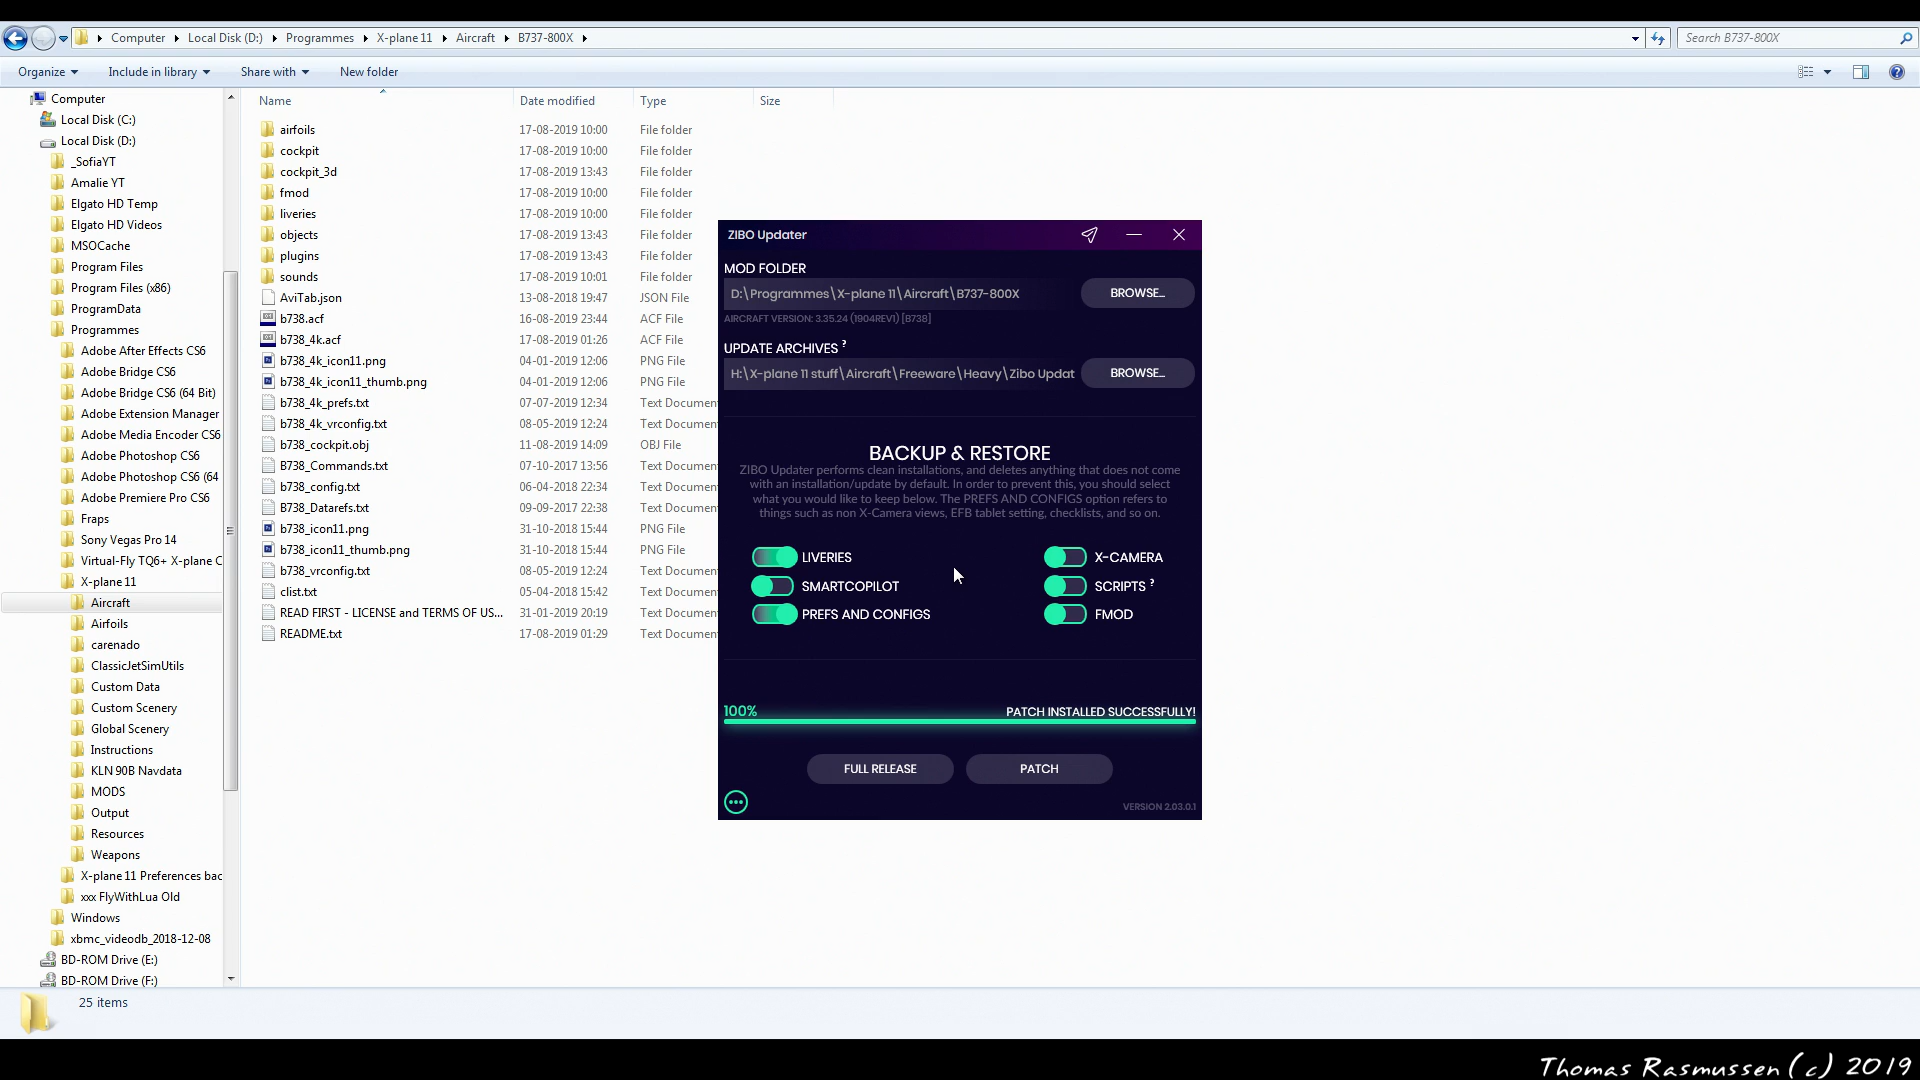 Computer
Local Disk (D:)
Programmes
X-plane 11
Aircraft
B737-800X
Search B737-800X
Organize
Include in library
Share with
New folder
Computer
Local Disk (C:)
Local Disk (D:)
_SofiaYT
Amalie YT
Elgato HD Temp
Elgato HD Videos
MSOCache
Program Files
Program Files (x86)
ProgramData
Programmes
Adobe After Effects CS6
Adobe Bridge CS6
Adobe Bridge CS6 (64 Bit)
Adobe Extension Manager
Adobe Media Encoder CS6
Adobe Photoshop CS6
Adobe Photoshop CS6 (64
Adobe Premiere Pro CS6
Fraps
Sony Vegas Pro 14
Virtual-Fly TQ6+ X-plane C
X-plane 11
Aircraft
Airfoils
carenado
ClassicJetSimUtils
Custom Data
Custom Scenery
Global Scenery
Instructions
KLN 90B Navdata
MODS
Output
Resources
Weapons
X-plane 11 Preferences bac
xxx FlyWithLua Old
Windows
xbmc_videodb_2018-12-08
BD-ROM Drive (E:)
BD-ROM Drive (F:)
Name Date modified Type Size
airfoils 17-08-2019 10:00 File folder
cockpit 17-08-2019 10:00 File folder
cockpit_3d 17-08-2019 13:43 File folder
fmod 17-08-2019 10:00 File folder
liveries 17-08-2019 10:00 File folder
objects 17-08-2019 13:43 File folder
plugins 17-08-2019 13:43 File folder
sounds 17-08-2019 10:01 File folder
AviTab.json 13-08-2018 19:47 JSON File
b738.acf 16-08-2019 23:44 ACF File
b738_4k.acf 17-08-2019 01:26 ACF File
b738_4k_icon11.png 04-01-2019 12:06 PNG File
b738_4k_icon11_thumb.png 04-01-2019 12:06 PNG File
b738_4k_prefs.txt 07-07-2019 12:34 Text Documen
b738_4k_vrconfig.txt 08-05-2019 12:24 Text Documen
b738_cockpit.obj 11-08-2019 14:09 OBJ File
B738_Commands.txt 07-10-2017 13:56 Text Documen
b738_config.txt 06-04-2018 22:34 Text Documen
B738_Datarefs.txt 09-09-2017 22:38 Text Documen
b738_icon11.png 31-10-2018 15:44 PNG File
b738_icon11_thumb.png 31-10-2018 15:44 PNG File
b738_vrconfig.txt 08-05-2019 12:24 Text Documen
clist.txt 05-04-2018 15:42 Text Documen
READ FIRST - LICENSE and TERMS OF US... 31-01-2019 20:19 Text Documen
README.txt 17-08-2019 01:29 Text Documen
ZIBO Updater
MOD FOLDER
D:\Programmes\X-plane 11\Aircraft\B737-800X BROWSE...
AIRCRAFT VERSION: 3.35.24 (1904REV1) [B738]
UPDATE ARCHIVES ?
H:\X-plane 11 stuff\Aircraft\Freeware\Heavy\Zibo Updat BROWSE...
BACKUP & RESTORE
ZIBO Updater performs clean installations, and deletes anything that does not come
with an installation/update by default. In order to prevent this, you should select
what you would like to keep below. The PREFS AND CONFIGS option refers to
things such as non X-Camera views, EFB tablet setting, checklists, and so on.
LIVERIES X-CAMERA
SMARTCOPILOT SCRIPTS ?
PREFS AND CONFIGS FMOD
100% PATCH INSTALLED SUCCESSFULLY!
FULL RELEASE PATCH
VERSION 2.03.0.1
25 items
Thomas Rasmussen (c) 2019